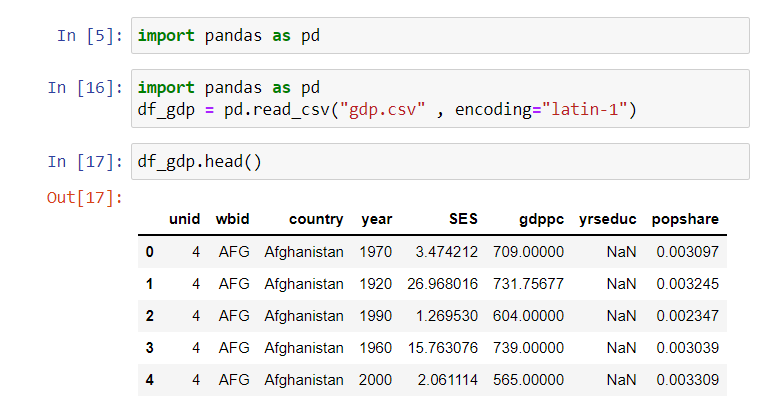 In [5]: import pandas as pd
In [16]: import pandas as pd
df_gdp = pd.read_csv("gdp.csv" , encoding="latin-1")
In [17]: df_gdp.head()
Out[17]:
unid wbid country year SES gdppc yrseduc popshare
0 4 AFG Afghanistan 1970 3.474212 709.00000 NaN 0.003097
1 4 AFG Afghanistan 1920 26.968016 731.75677 NaN 0.003245
2 4 AFG Afghanistan 1990 1.269530 604.00000 NaN 0.002347
3 4 AFG Afghanistan 1960 15.763076 739.00000 NaN 0.003039
4 4 AFG Afghanistan 2000 2.061114 565.00000 NaN 0.003309